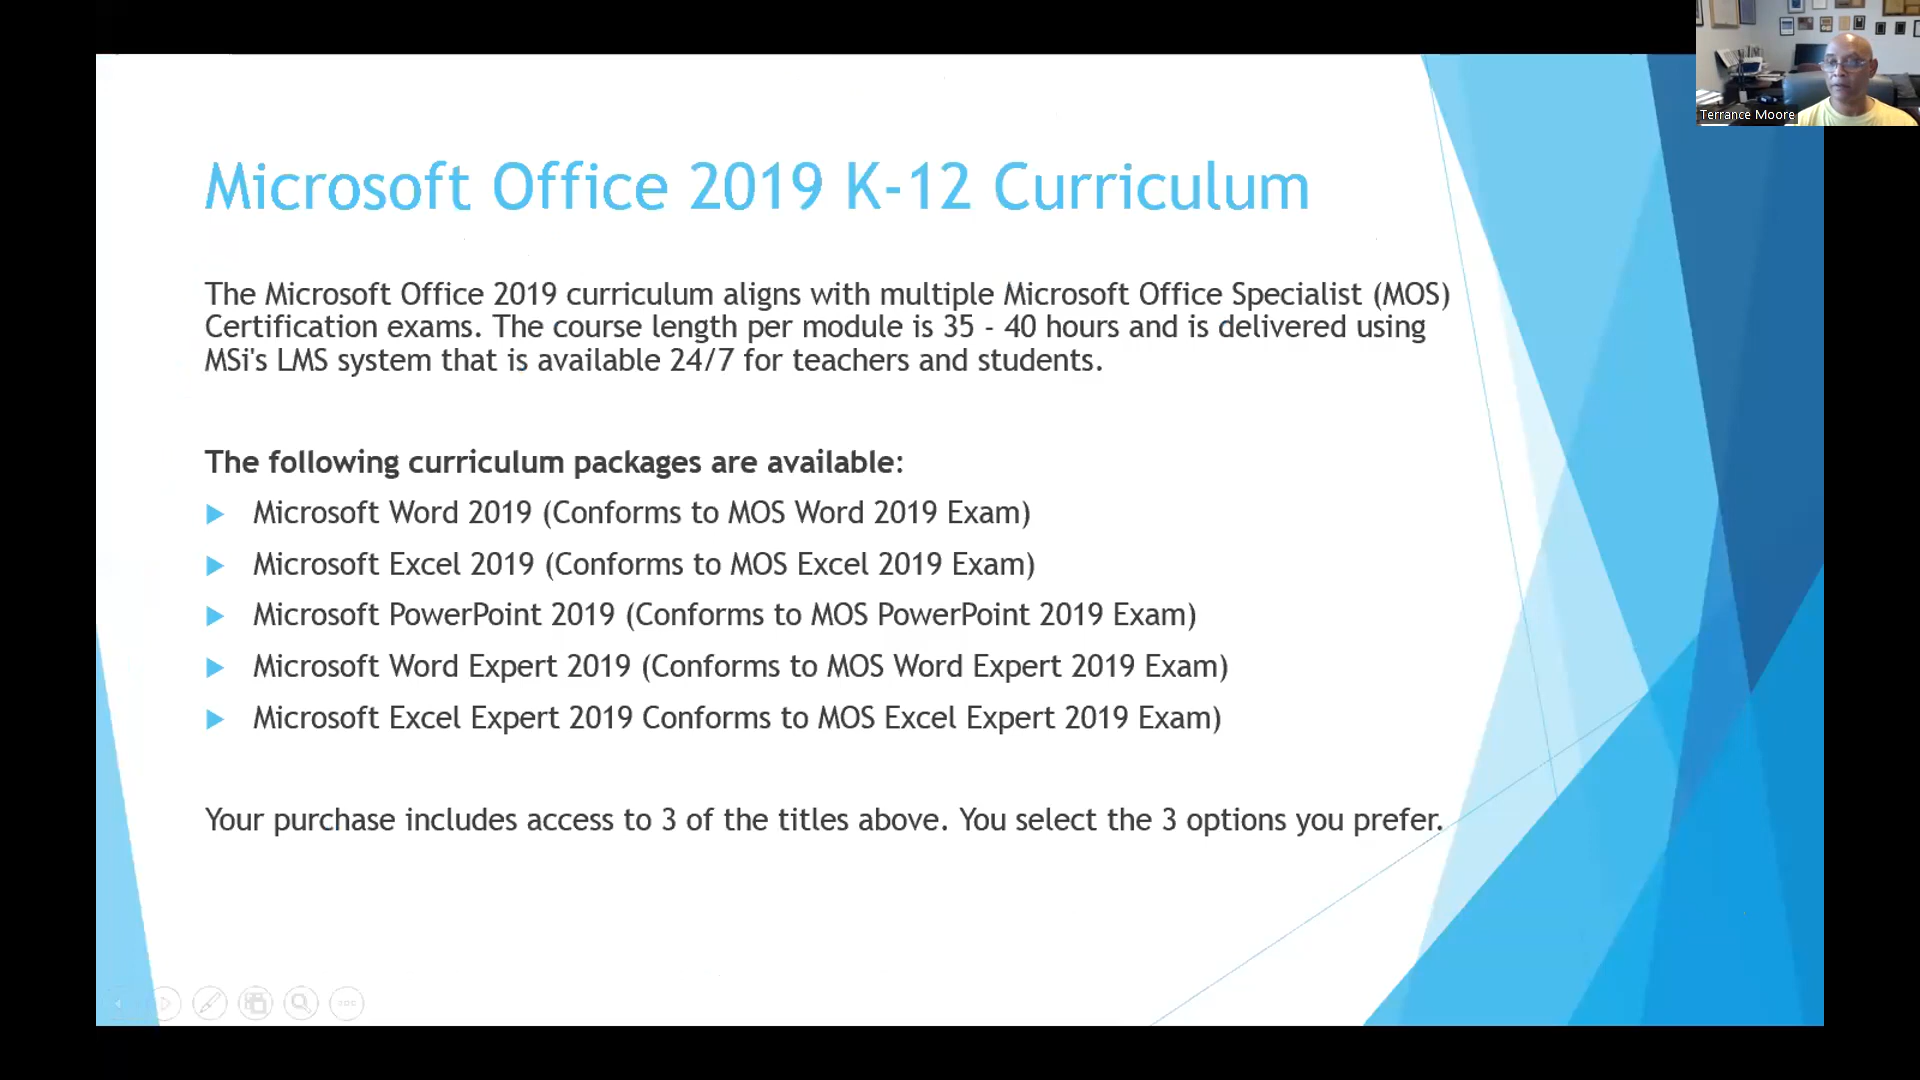 Terrance Moore
Microsoft Office 2019 K-12 Curriculum
The Microsoft Office 2019 curriculum aligns with multiple Microsoft Office Specialist (MOS)
Certification exams. The course length per module is 35 - 40 hours and is delivered using
MSi's LMS system that is available 24/7 for teachers and students.
The following curriculum packages are available:
Microsoft Word 2019 (Conforms to MOS Word 2019 Exam)
Microsoft Excel 2019 (Conforms to MOS Excel 2019 Exam)
Microsoft PowerPoint 2019 (Conforms to MOS PowerPoint 2019 Exam)
Microsoft Word Expert 2019 (Conforms to MOS Word Expert 2019 Exam)
Microsoft Excel Expert 2019 Conforms to MOS Excel Expert 2019 Exam)
Your purchase includes access to 3 of the titles above. You select the 3 options you prefer.